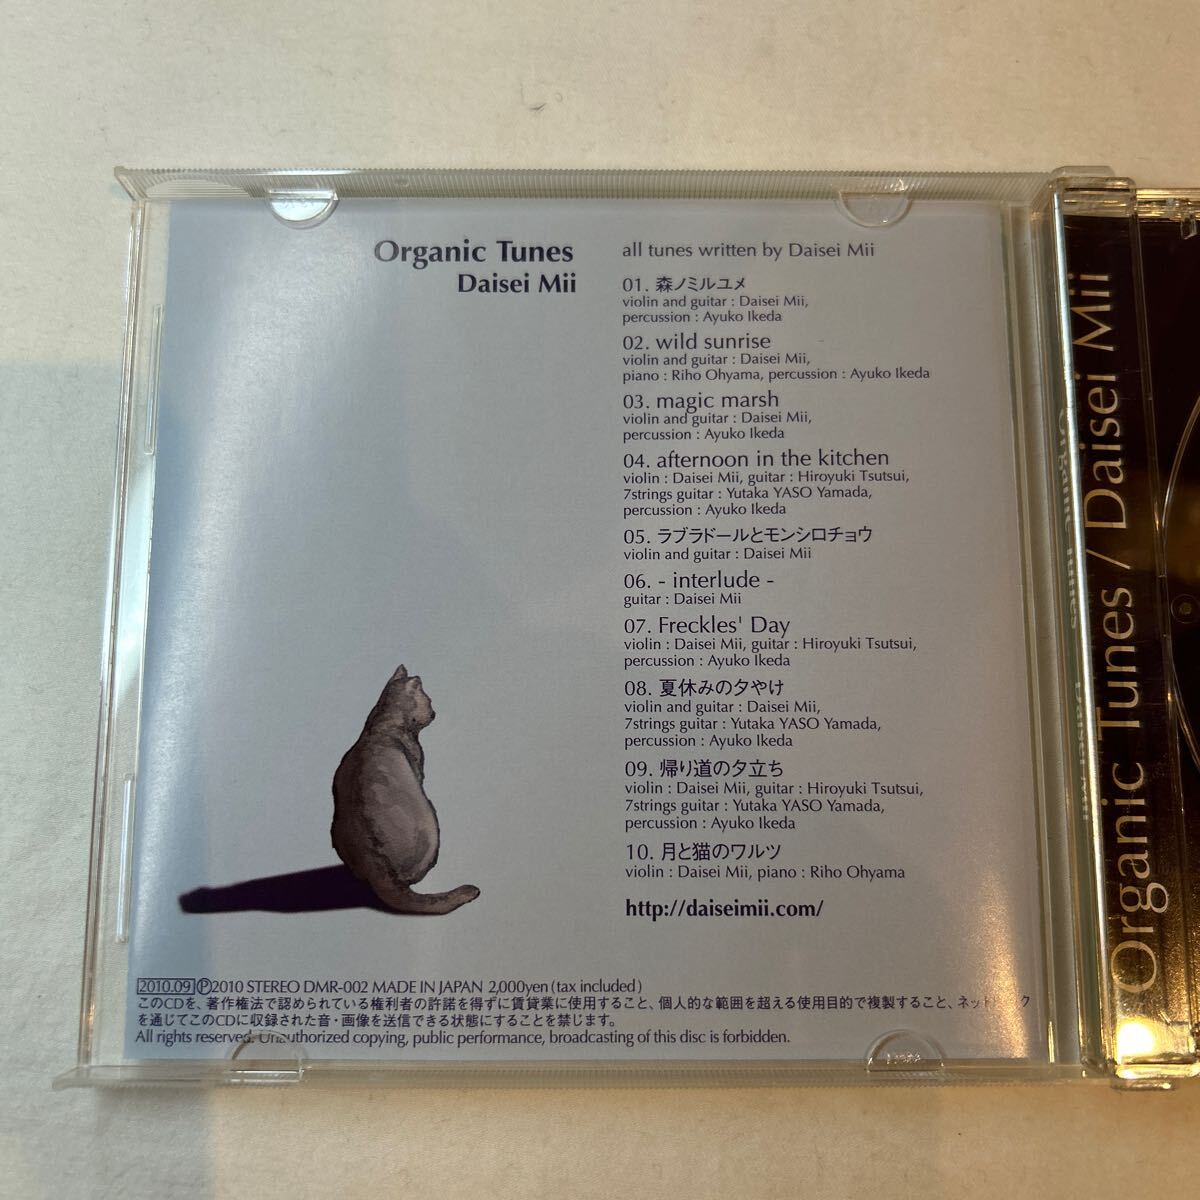 Organic Tunes
Daisei Mii
all tunes written by Daisei Mii
01. 森ノミルユメ
violin and guitar : Daisei Mii,
percussion : Ayuko Ikeda
02. wild sunrise
violin and guitar : Daisei Mii,
piano : Riho Ohyama, percussion : Ayuko Ikeda
03. magic marsh
violin and guitar : Daisei Mii,
percussion : Ayuko Ikeda
04. afternoon in the kitchen
violin : Daisei Mii, guitar : Hiroyuki Tsutsui,
7strings guitar : Yutaka YASO Yamada,
percussion : Ayuko Ikeda
05. ラブラドールとモンシロチョウ
violin and guitar : Daisei Mii
06. - interlude -
guitar : Daisei Mii
07. Freckles' Day
violin : Daisei Mii, guitar : Hiroyuki Tsutsui,
percussion : Ayuko Ikeda
08. 夏休みの夕やけ
violin and guitar : Daisei Mii,
7strings guitar : Yutaka YASO Yamada,
percussion : Ayuko Ikeda
09. 帰り道の夕立ち
violin : Daisei Mii, guitar : Hiroyuki Tsutsui,
7strings guitar : Yutaka YASO Yamada,
percussion : Ayuko Ikeda
10. 月と猫のワルツ
violin : Daisei Mii, piano : Riho Ohyama
http://daiseimii.com/
2010.09 Ⓟ2010 STEREO DMR-002 MADE IN JAPAN 2,000yen (tax included)
このCDを、著作権法で認められている権利者の許諾を得ずに賃貸業に使用すること、個人的な範囲を超える使用目的で複製すること、ネットワーク
を通じてこのCDに収録された音・画像を送信できる状態にすることを禁じます。
All rights reserved. Unauthorized copying, public performance, broadcasting of this disc is forbidden.
Organic Tunes / Daisei Mii
Organic Tunes Daisei Mii